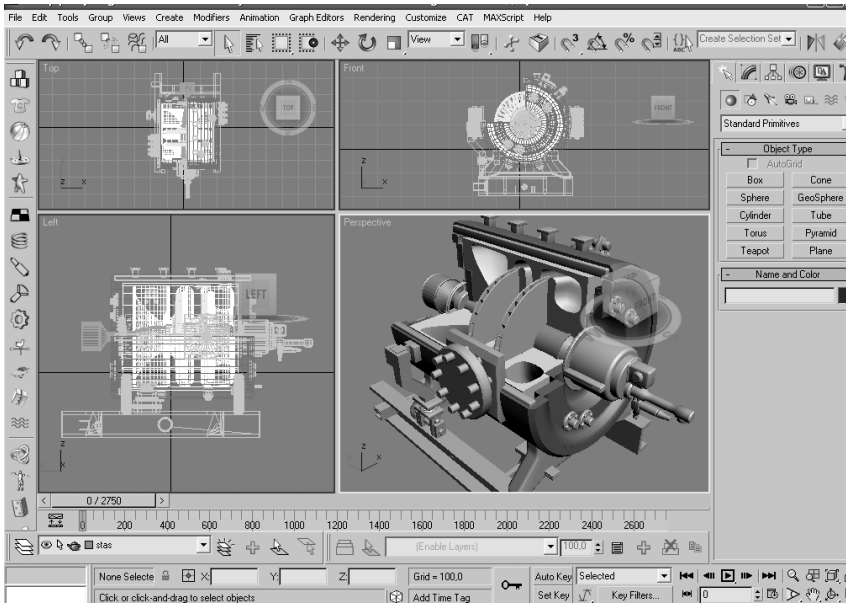 File Edit Tools Group Views Create Modifiers Animation Graph Editors Rendering Customize CAT MAXScript Help
All View 3 Create Selection Set
Top
TOP
z x
Front
FRONT
z x
Standard Primitives
- Object Type
AutoGrid
Box Cone
Sphere GeoSphere
Cylinder Tube
Torus Pyramid
Teapot Plane
- Name and Color
Left
LEFT
z
Perspective
FRONT
z
x
< 0 / 2750 >
0 200 400 600 800 1000 1200 1400 1600 1800 2000 2200 2400 2600
stas (Enable Layers) 100,0
None Selecte X: Y: Z: Grid = 100,0 Auto Key Selected
Click or click-and-drag to select objects Add Time Tag Set Key Key Filters... 0